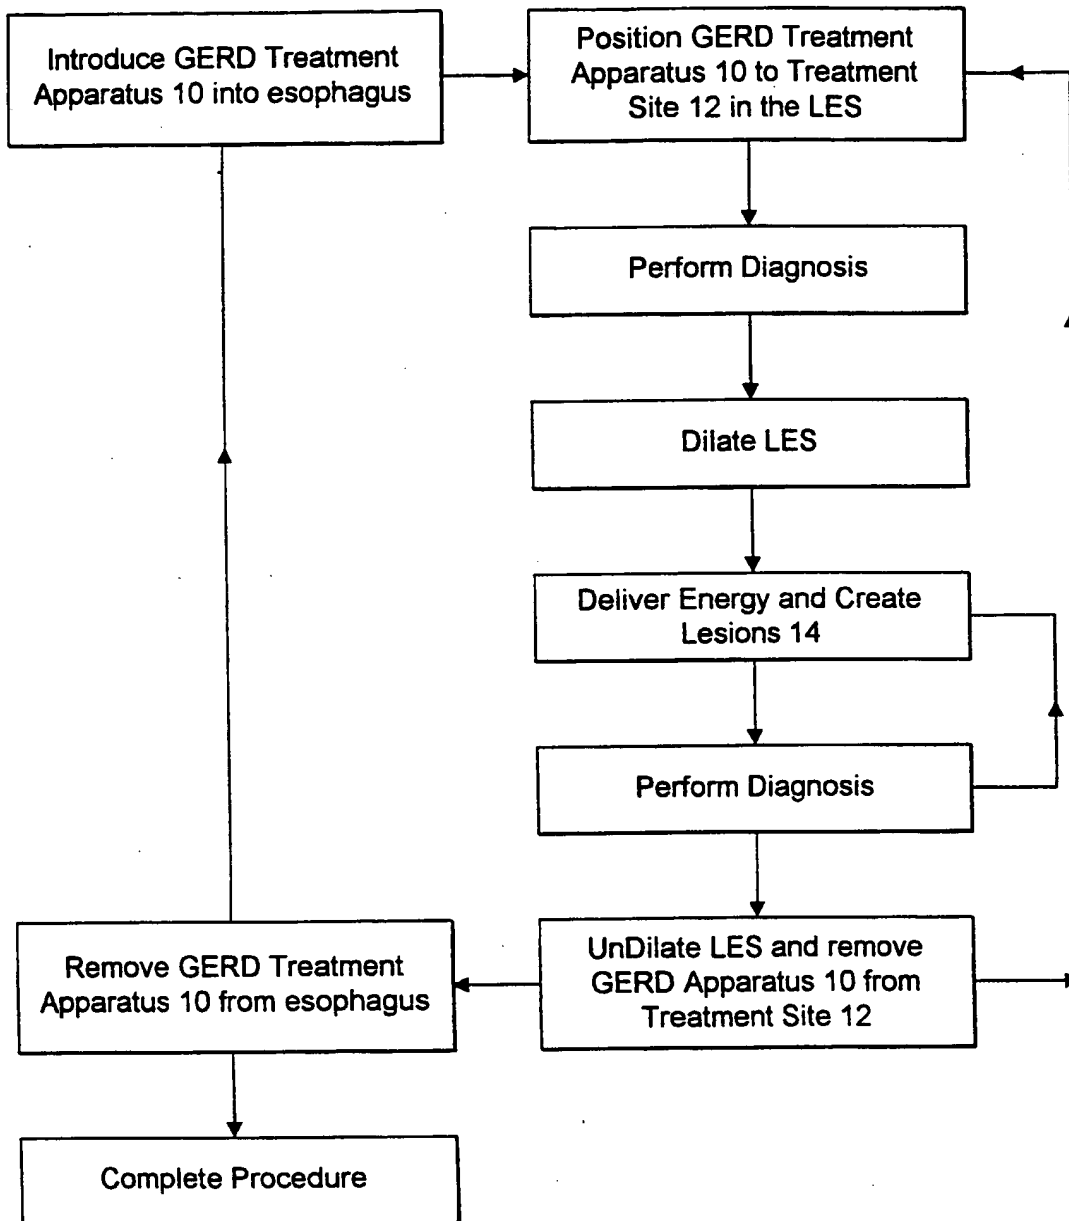 Introduce GERD Treatment
Apparatus 10 into esophagus
Position GERD Treatment
Apparatus 10 to Treatment
Site 12 in the LES
Perform Diagnosis
Dilate LES
Deliver Energy and Create
Lesions 14
Perform Diagnosis
UnDilate LES and remove
GERD Apparatus 10 from
Treatment Site 12
Remove GERD Treatment
Apparatus 10 from esophagus
Complete Procedure